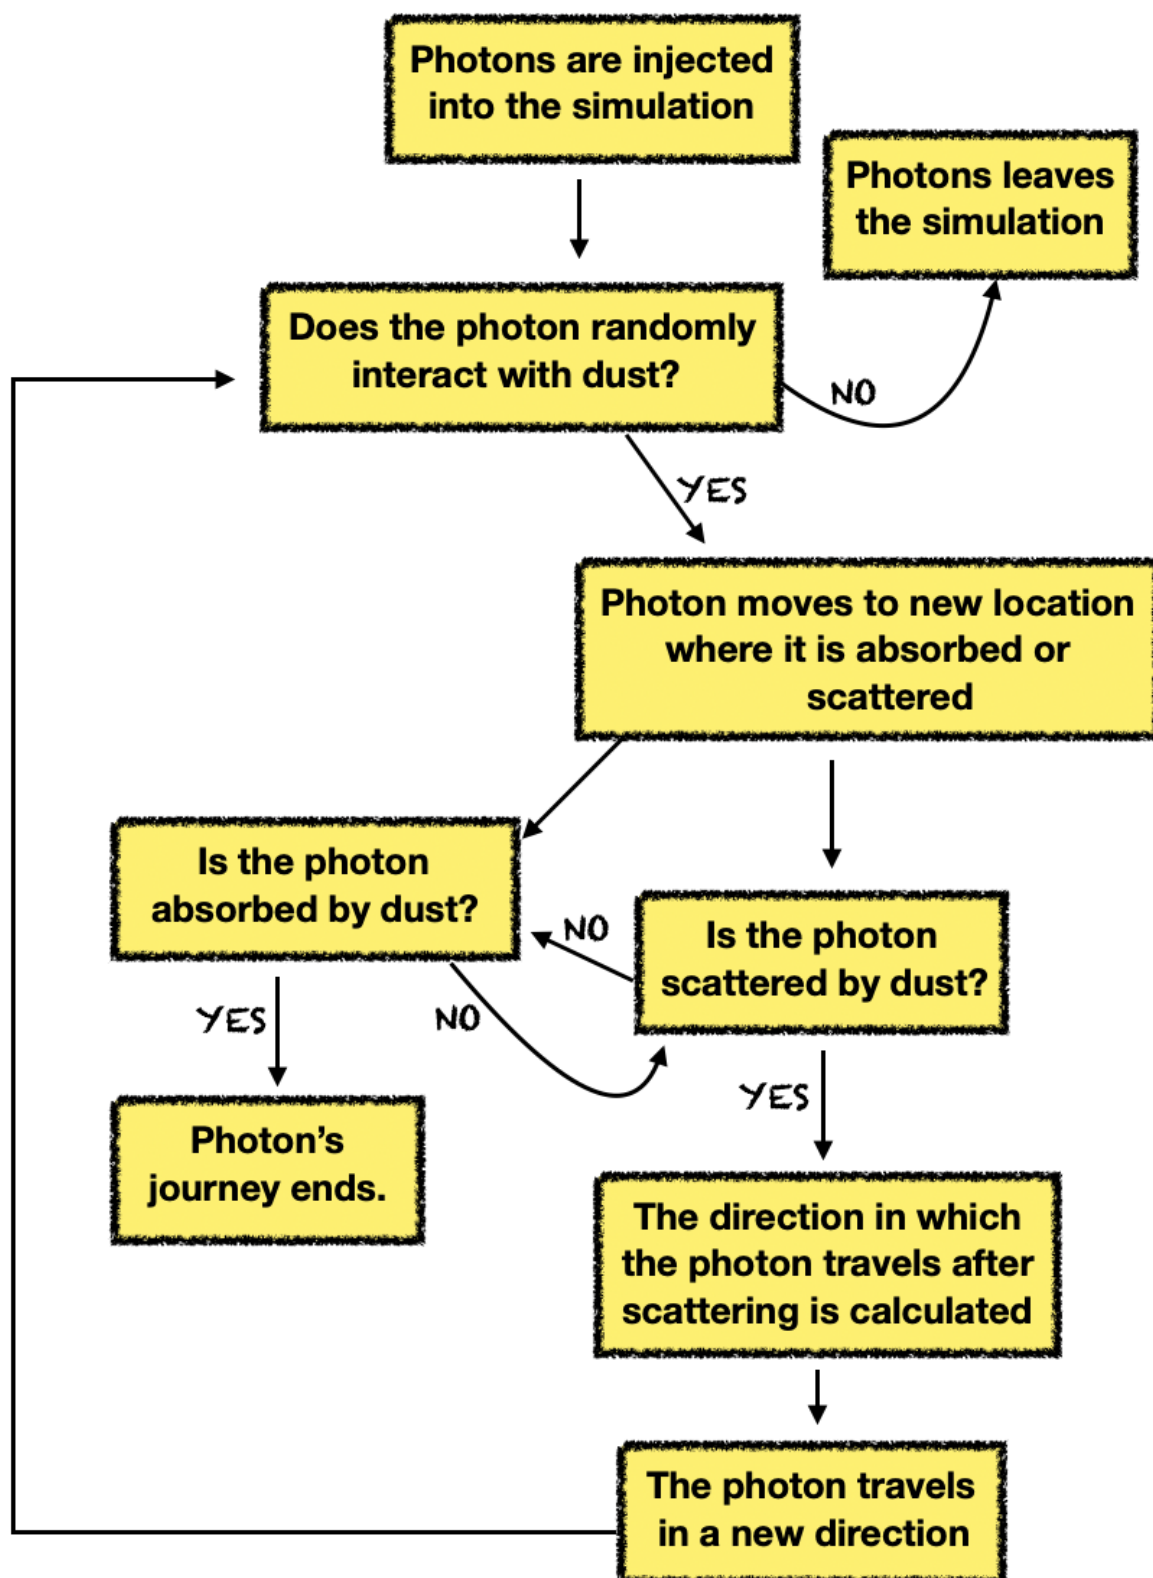 Photons are injected
into the simulation
Photons leaves
the simulation
Does the photon randomly
interact with dust?
NO
YES
Photon moves to new location
where it is absorbed or
scattered
Is the photon
absorbed by dust?
NO
Is the photon
scattered by dust?
YES
NO
YES
Photon’s
journey ends.
The direction in which
the photon travels after
scattering is calculated
The photon travels
in a new direction